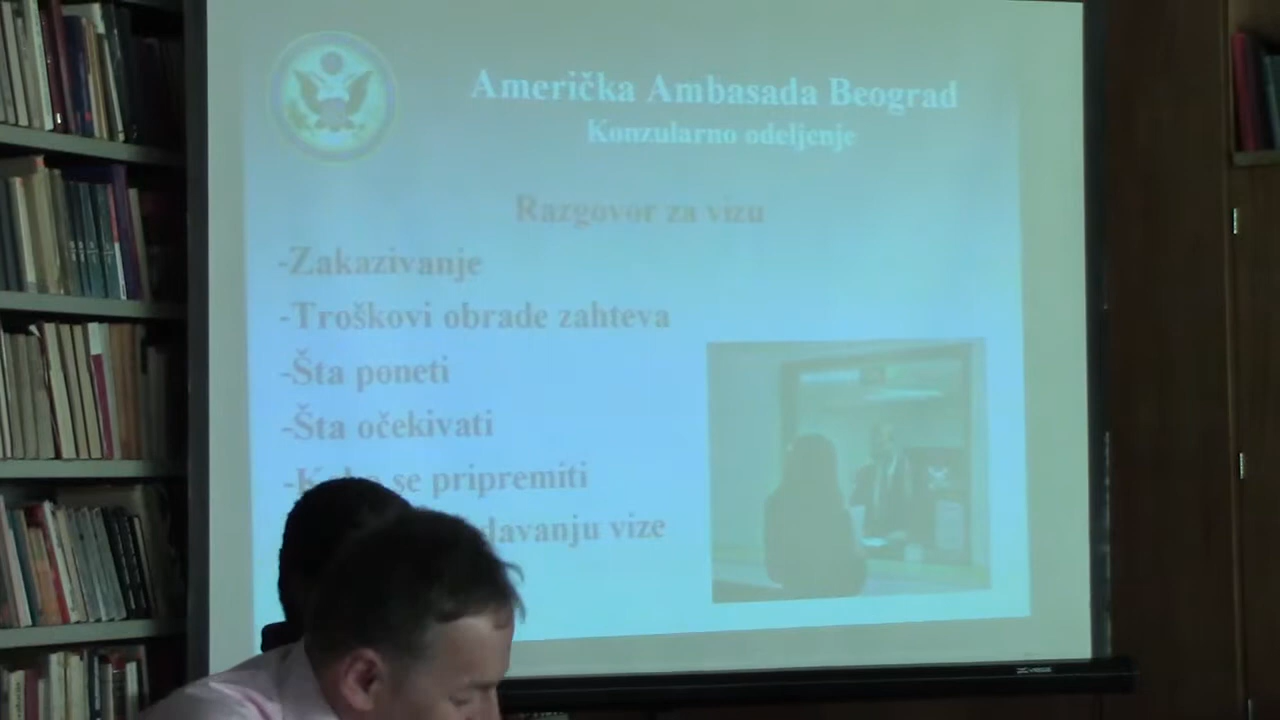 Američka Ambasada Beograd
Konzularno odeljenje
Razgovor za vizu
-Zakazivanje
-Troškovi obrade zahteva
-Šta poneti
-Šta očekivati
se pripremiti
davanju vize